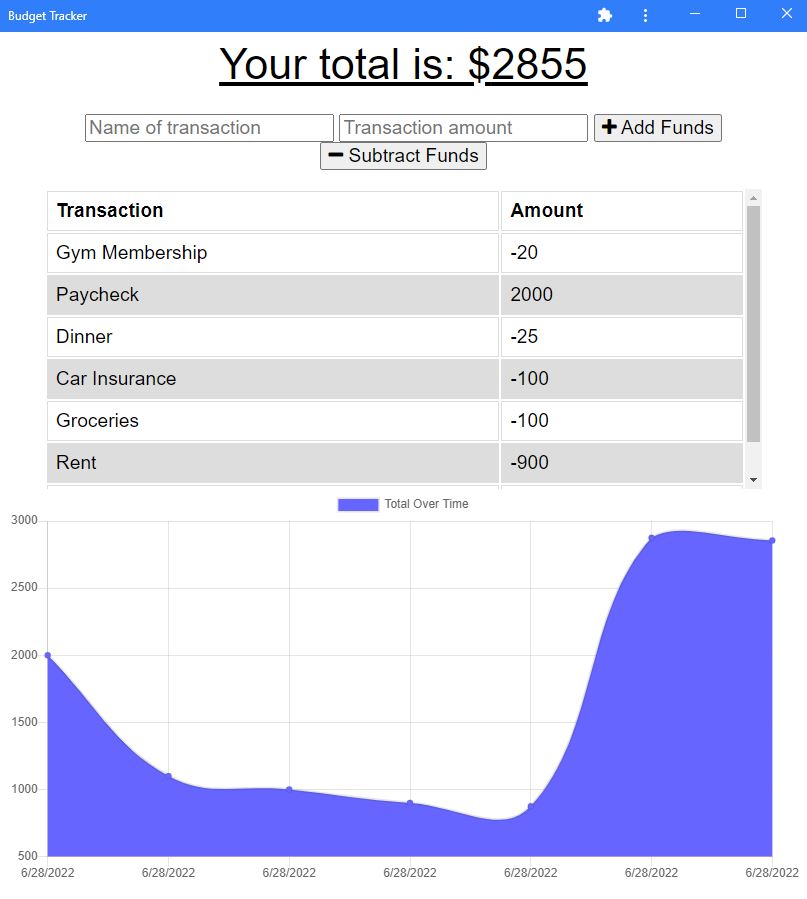 Budget Tracker
Your total is: $2855
Name of transaction Transaction amount + Add Funds
- Subtract Funds
Transaction Amount
Gym Membership -20
Paycheck 2000
Dinner -25
Car Insurance -100
Groceries -100
Rent -900
Total Over Time
3000
2500
2000
1500
1000
500
6/28/2022 6/28/2022 6/28/2022 6/28/2022 6/28/2022 6/28/2022 6/28/2022